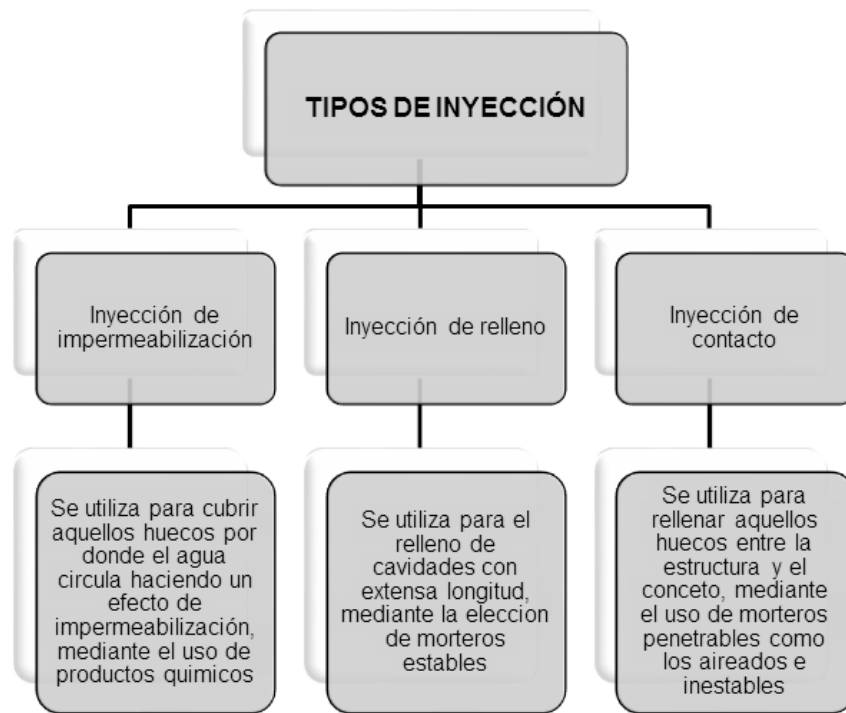 TIPOS DE INYECCIÓN
Inyección de
impermeabilización
Inyección de relleno
Inyección de
contacto
Se utiliza para cubrir
aquellos huecos por
donde el agua
circula haciendo un
efecto de
impermeabilización,
mediante el uso de
productos quimicos
Se utiliza para el
relleno de
cavidades con
extensa longitud,
mediante la eleccion
de morteros
estables
Se utiliza para
rellenar aquellos
huecos entre la
estructura y el
conceto, mediante
el uso de morteros
penetrables como
los aireados e
inestables